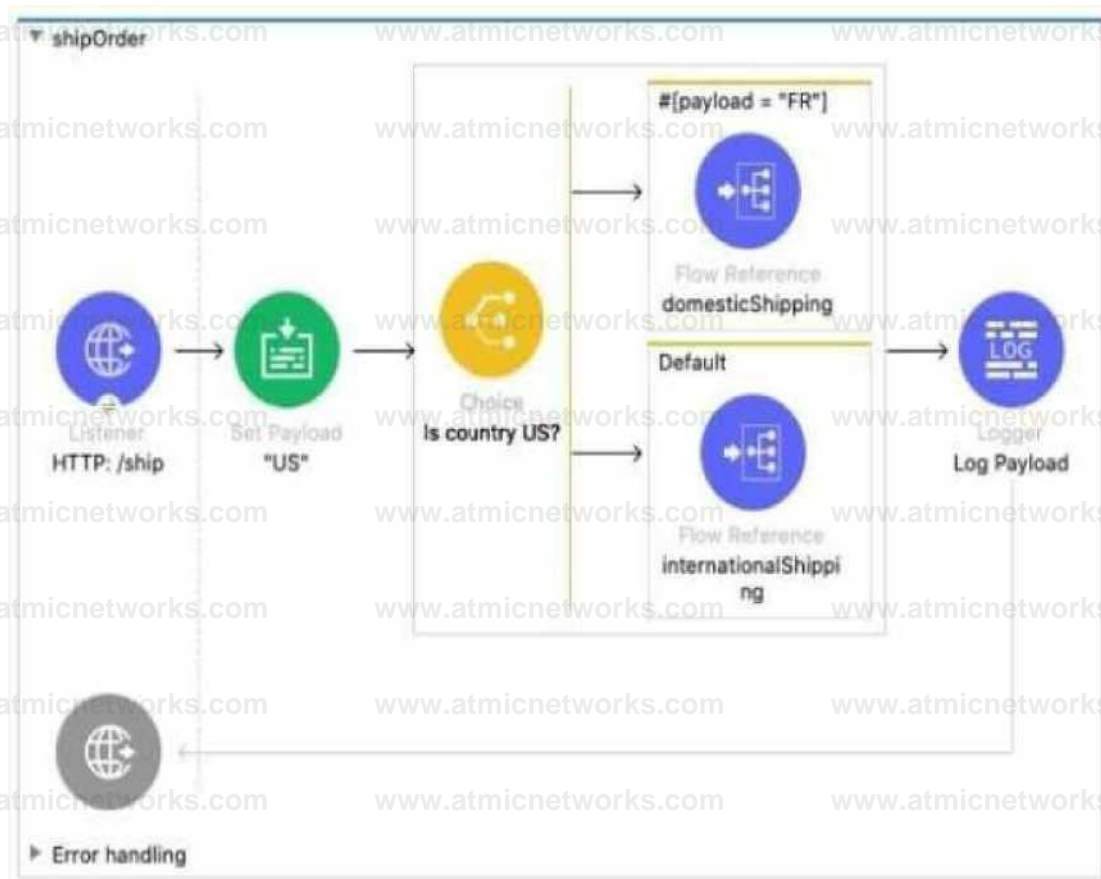 shipOrder
#[payload = "FR"]
Flow Reference
domesticShipping
Default
Flow Reference
internationalShippi
ng
Listener
HTTP: /ship
Set Payload
"US"
Choice
Is country US?
LOG
Logger
Log Payload
Error handling
www.atmicnetworks.com